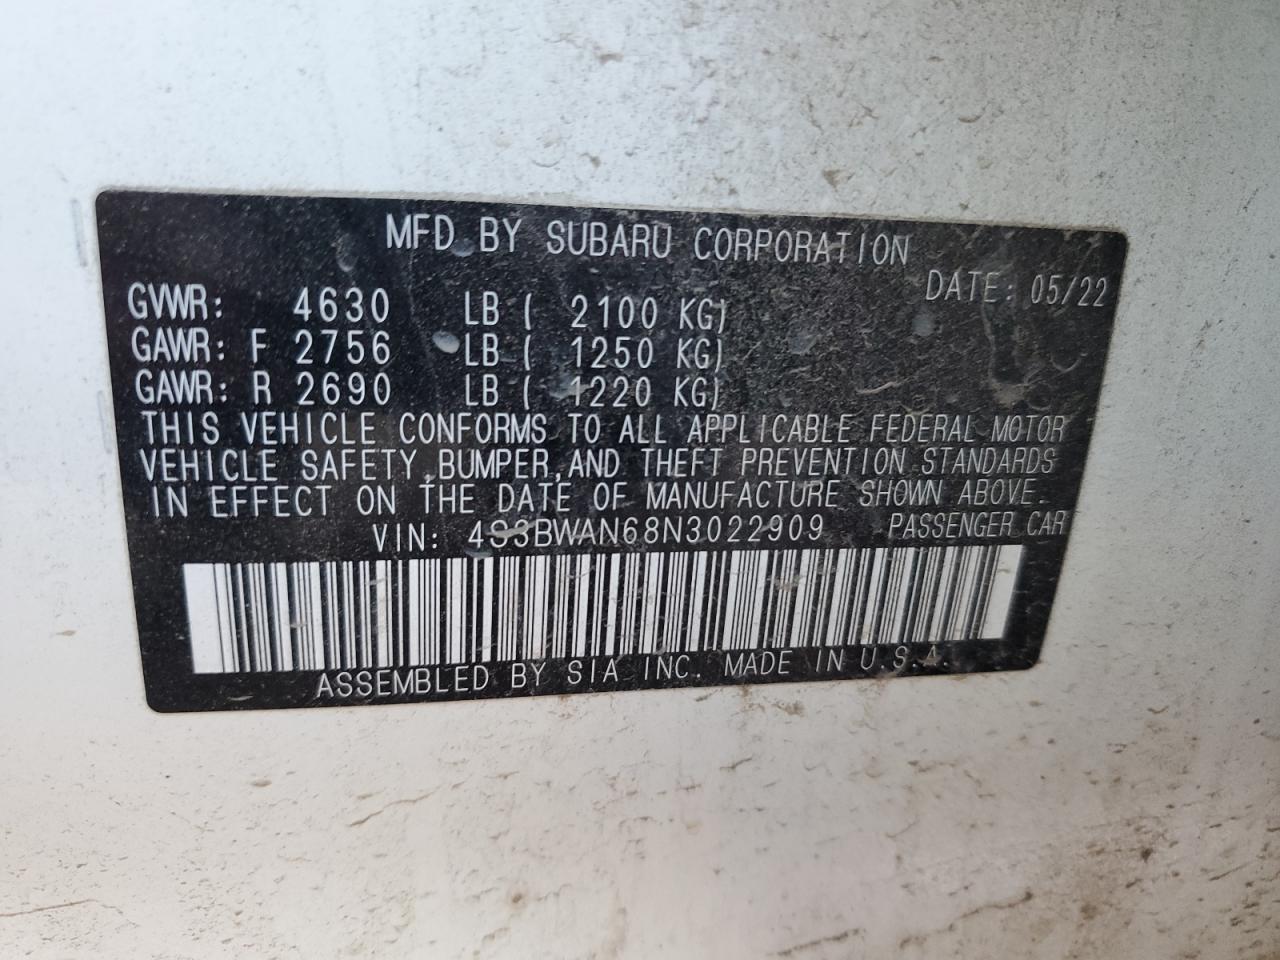 MFD BY SUBARU CORPORATION
DATE: 05/22
GVWR: 4630 LB ( 2100 KG)
GAWR: F 2756 LB ( 1250 KG)
GAWR: R 2690 LB ( 1220 KG)
THIS VEHICLE CONFORMS TO ALL APPLICABLE FEDERAL MOTOR
VEHICLE SAFETY,BUMPER,AND THEFT PREVENTION STANDARDS
IN EFFECT ON THE DATE OF MANUFACTURE SHOWN ABOVE.
VIN: 4S3BWAN68N3022909 PASSENGER CAR
ASSEMBLED BY SIA INC. MADE IN U.S.A.